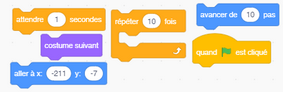 attendre 1 secondes
répéter 10 fois
avancer de 10 pas
costume suivant
quand est cliqué
aller à x: -211 y: -7